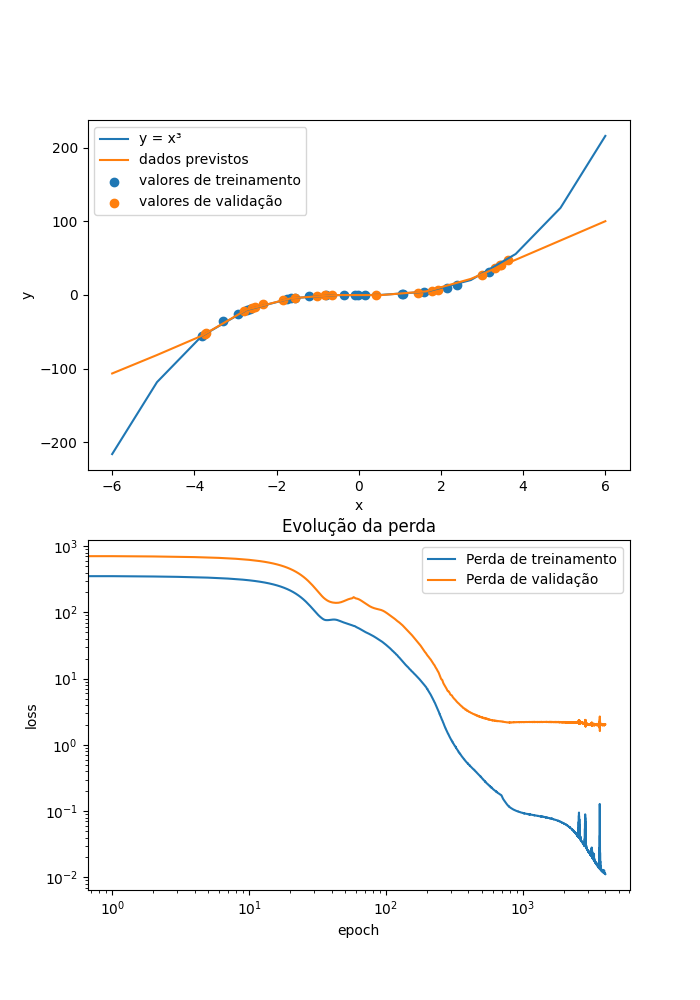 y = x³
dados previstos
valores de treinamento
valores de validação
200
100
0
−100
−200
y
−6 −4 −2 0 2 4 6
x
Evolução da perda
Perda de treinamento
Perda de validação
10³
10²
10¹
10⁰
10⁻¹
10⁻²
loss
10⁰ 10¹ 10² 10³
epoch